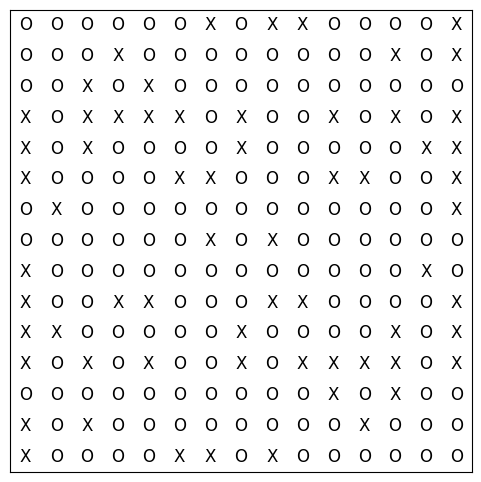 O O O O O O X O X X O O O O X
O O O X O O O O O O O O X O X
O O X O X O O O O O O O O O O
X O X X X X O X O O X O X O X
X O X O O O O X O O O O O X X
X O O O O X X O O O X X O O X
O X O O O O O O O O O O O O X
O O O O O O X O X O O O O O O
X O O O O O O O O O O O O X O
X O O X X O O O X X O O O O X
X X O O O O O X O O O O X O X
X O X O X O O X O X X X X O X
O O O O O O O O O O X O X O O
X O X O O O O O O O O X O O O
X O O O O X X O X O O O O O O